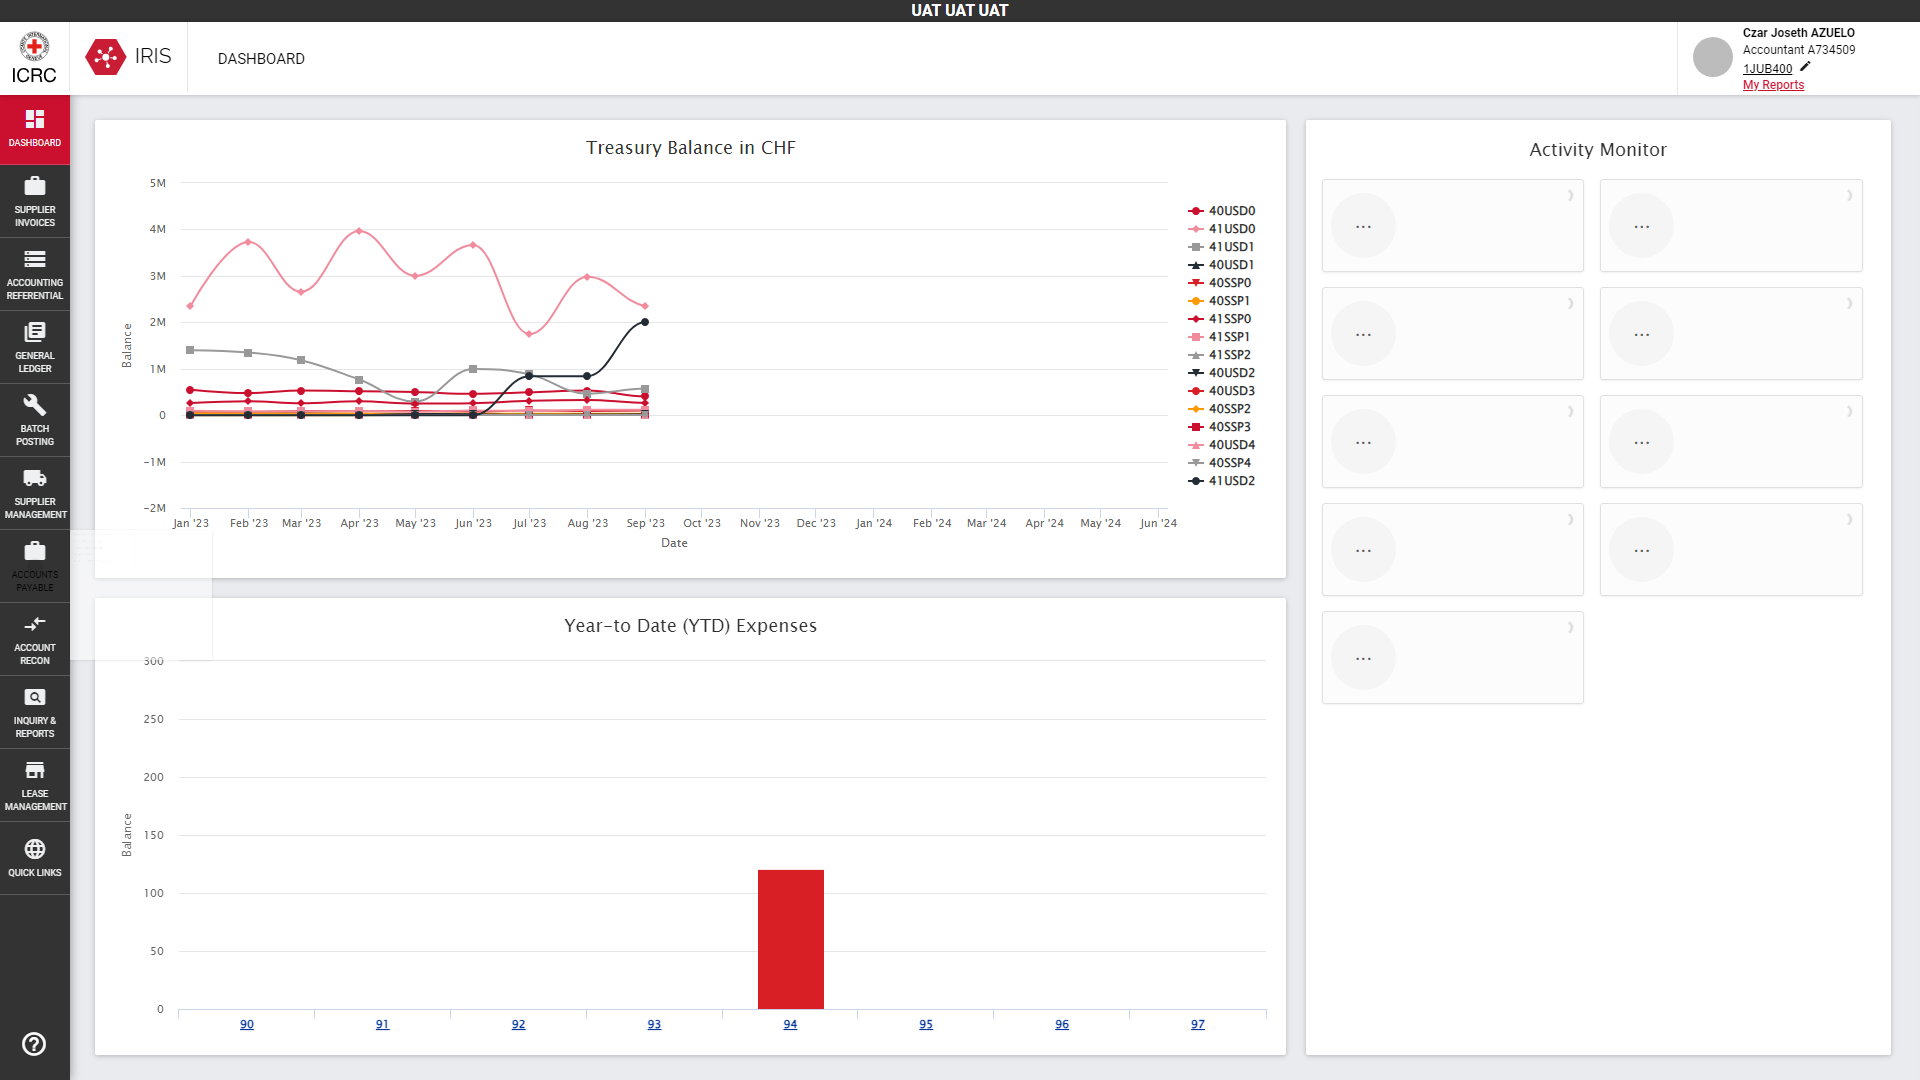 UAT UAT UAT
ICRC
IRIS
DASHBOARD
Czar Joseth AZUELO
Accountant A734509
1JUB400
My Reports
DASHBOARD
SUPPLIER
INVOICES
ACCOUNTING
REFERENTIAL
GENERAL
LEDGER
BATCH
POSTING
SUPPLIER
MANAGEMENT
ACCOUNTS
PAYABLE
ACCOUNT
RECON
INQUIRY &
REPORTS
LEASE
MANAGEMENT
QUICK LINKS
Treasury Balance in CHF
Balance
5M
4M
3M
2M
1M
0
-1M
-2M
Jan '23 Feb '23 Mar '23 Apr '23 May '23 Jun '23 Jul '23 Aug '23 Sep '23 Oct '23 Nov '23 Dec '23 Jan '24 Feb '24 Mar '24 Apr '24 May '24 Jun '24
Date
40USD0
41USD0
41USD1
40USD1
40SSP0
40SSP1
41SSP0
41SSP1
41SSP2
40USD2
40USD3
40SSP2
40SSP3
40USD4
40SSP4
41USD2
Year-to Date (YTD) Expenses
Balance
300
250
200
150
100
50
0
90 91 92 93 94 95 96 97
Activity Monitor
... ...
... ...
... ...
... ...
...